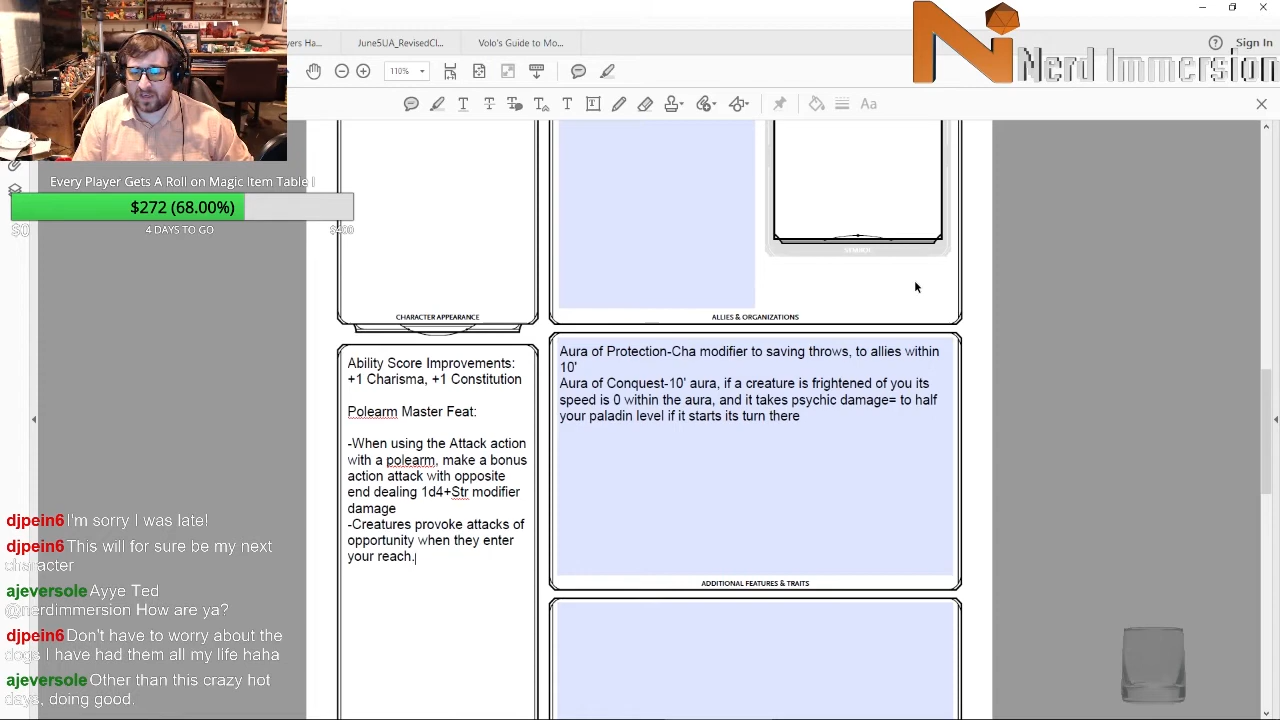 ers Ha...
June5UA_RevisedCl...
Volo's Guide to Mo...
Sign In
Nerd Immersion
110%
Aa
Every Player Gets A Roll on Magic Item Table I
$272 (68.00%)
$0
4 DAYS TO GO
$400
SYMBOL
CHARACTER APPEARANCE
ALLIES & ORGANIZATIONS
Ability Score Improvements:
+1 Charisma, +1 Constitution
Polearm Master Feat:
-When using the Attack action
with a polearm, make a bonus
action attack with opposite
end dealing 1d4+Str modifier
damage
-Creatures provoke attacks of
opportunity when they enter
your reach.
Aura of Protection-Cha modifier to saving throws, to allies within
10'
Aura of Conquest-10' aura, if a creature is frightened of you its
speed is 0 within the aura, and it takes psychic damage= to half
your paladin level if it starts its turn there
ADDITIONAL FEATURES & TRAITS
djpein6 I'm sorry I was late!
djpein6 This will for sure be my next
character
ajeversole Ayye Ted
@nerdimmersion How are ya?
djpein6 Don't have to worry about the
dogs I have had them all my life haha
ajeversole Other than this crazy hot
days, doing good.